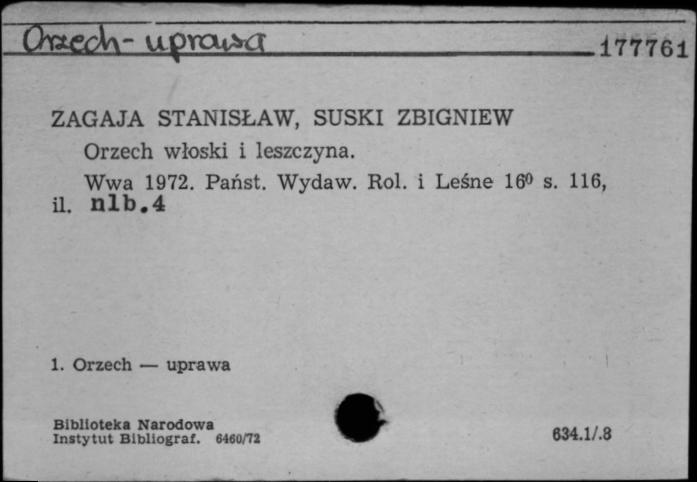 Orzech - uprawa
177761
ZAGAJA STANISŁAW, SUSKI ZBIGNIEW
Orzech włoski i leszczyna.
Wwa 1972. Państ. Wydaw. Rol. i Leśne 16⁰ s. 116,
il. nlb.4
1. Orzech — uprawa
Biblioteka Narodowa
Instytut Bibliograf. 6460/72
634.1/.8